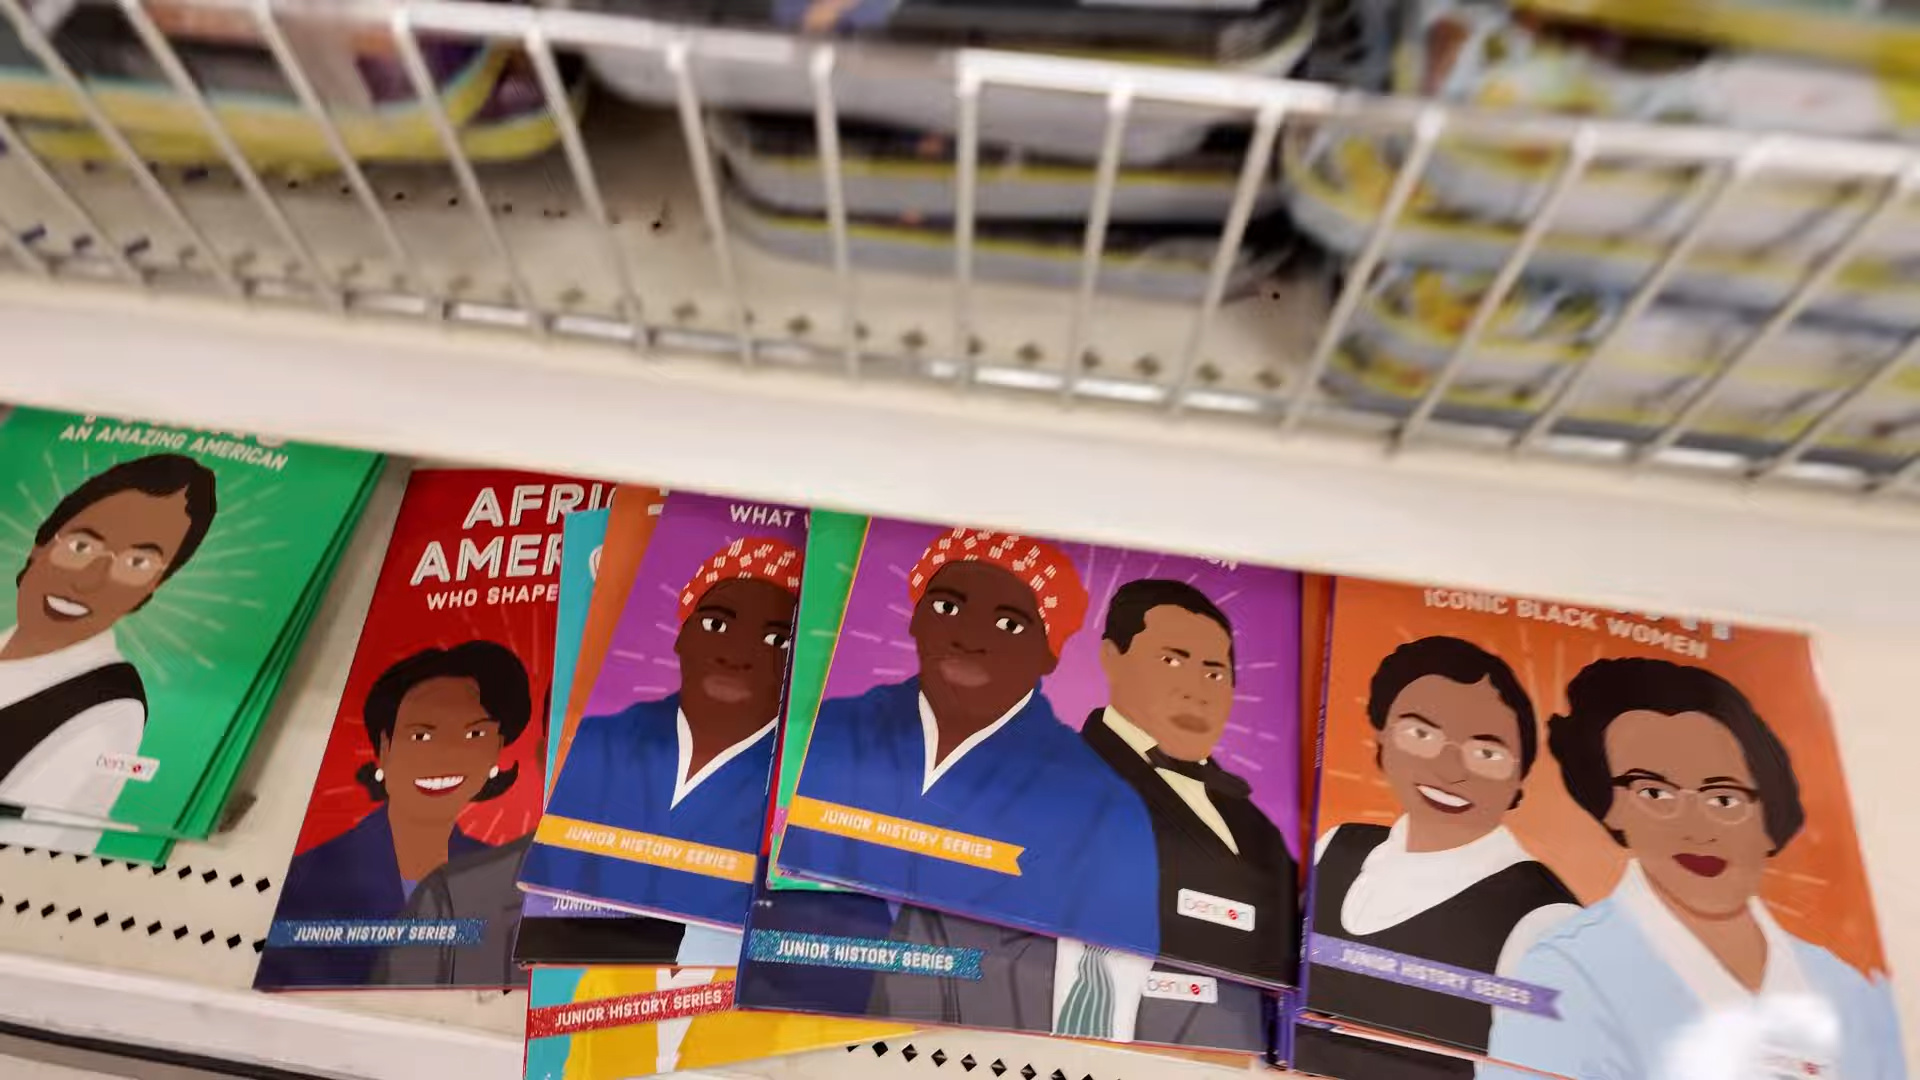 AN AMAZING AMERICAN
bendon
AFRI
AMER
WHO SHAPE
JUNIOR HISTORY SERIES
WHAT
JUNIOR HISTORY SERIES
JUNIOR
JUNIOR HISTORY SERIES
JUNIOR HISTORY SERIES
bendon
JUNIOR HISTORY SERIES
bendon
ICONIC BLACK WOMEN
JUNIOR HISTORY SERIES